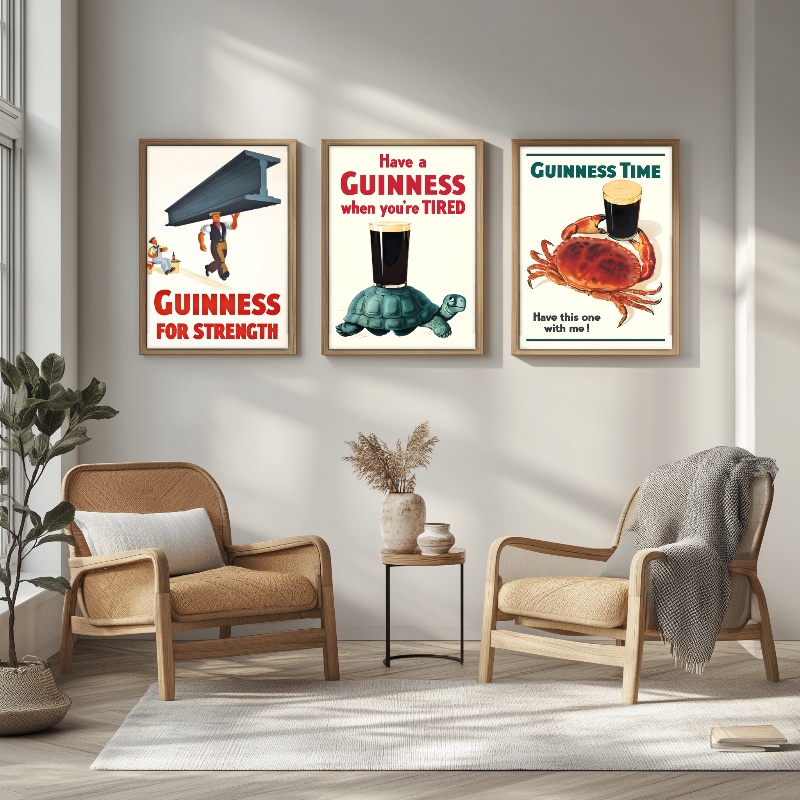 GUINNESS
FOR STRENGTH
Have a
GUINNESS
when you're TIRED
GUINNESS TIME
Have this one
with me!